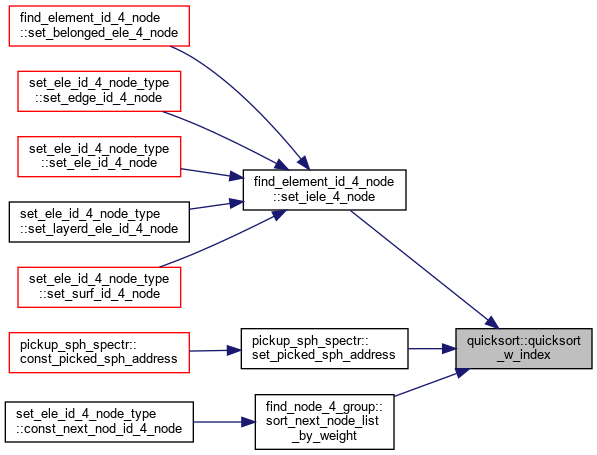 find_element_id_4_node
::set_belonged_ele_4_node
set_ele_id_4_node_type
::set_edge_id_4_node
set_ele_id_4_node_type
::set_ele_id_4_node
set_ele_id_4_node_type
::set_layerd_ele_id_4_node
set_ele_id_4_node_type
::set_surf_id_4_node
find_element_id_4_node
::set_iele_4_node
pickup_sph_spectr::
const_picked_sph_address
pickup_sph_spectr::
set_picked_sph_address
quicksort::quicksort
_w_index
set_ele_id_4_node_type
::const_next_nod_id_4_node
find_node_4_group::
sort_next_node_list
_by_weight